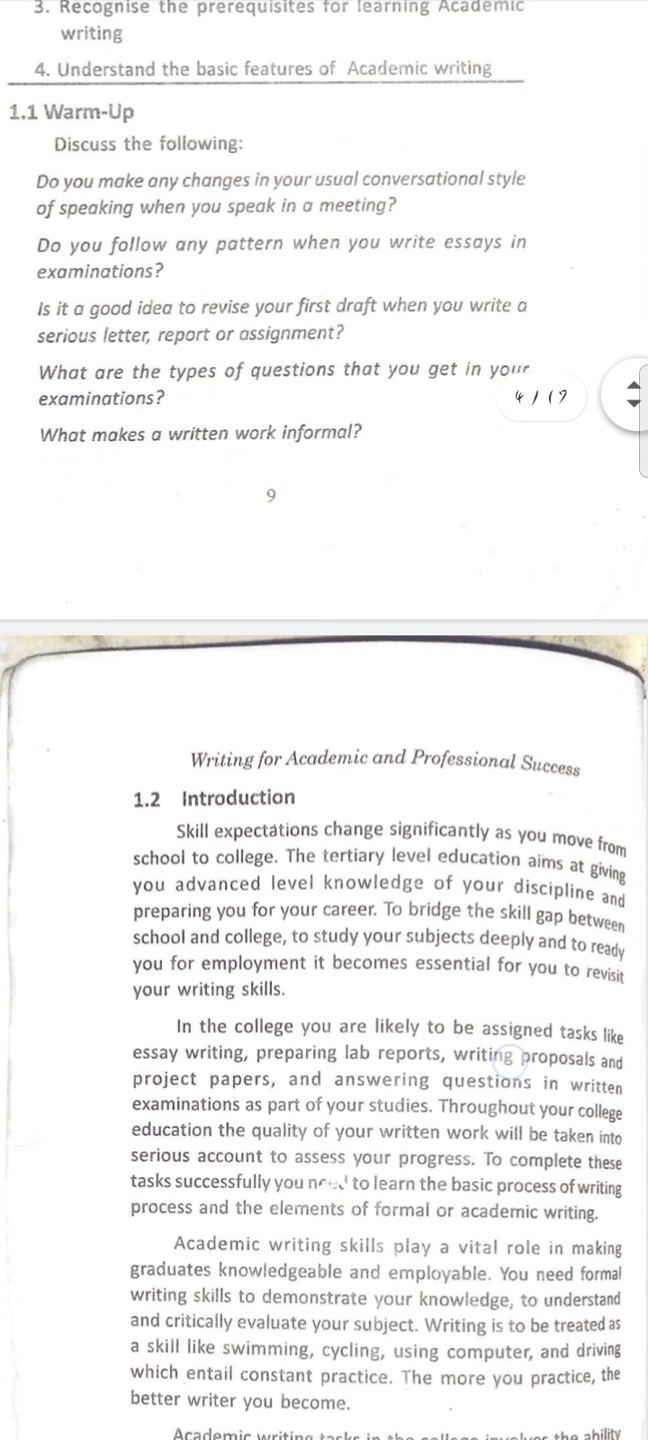 3. Recognise the prerequisites for learning Academic
writing
4. Understand the basic features of Academic writing
1.1 Warm-Up
Discuss the following:
Do you make any changes in your usual conversational style
of speaking when you speak in a meeting?
Do you follow any pattern when you write essays in
examinations?
Is it a good idea to revise your first draft when you write a
serious letter, report or assignment?
What are the types of questions that you get in your
examinations?
What makes a written work informal?
9
Writing for Academic and Professional Success
1.2 Introduction
Skill expectations change significantly as you move from
school to college. The tertiary level education aims at giving
you advanced level knowledge of your discipline and
preparing you for your career. To bridge the skill gap between
school and college, to study your subjects deeply and to ready
you for employment it becomes essential for you to revisit
your writing skills.
In the college you are likely to be assigned tasks like
essay writing, preparing lab reports, writing proposals and
project papers, and answering questions in written
examinations as part of your studies. Throughout your college
education the quality of your written work will be taken into
serious account to assess your progress. To complete these
tasks successfully you need to learn the basic process of writing
process and the elements of formal or academic writing.
Academic writing skills play a vital role in making
graduates knowledgeable and employable. You need formal
writing skills to demonstrate your knowledge, to understand
and critically evaluate your subject. Writing is to be treated as
a skill like swimming, cycling, using computer, and driving
which entail constant practice. The more you practice, the
better writer you become.
Academic writing tasks in the college involves the ability